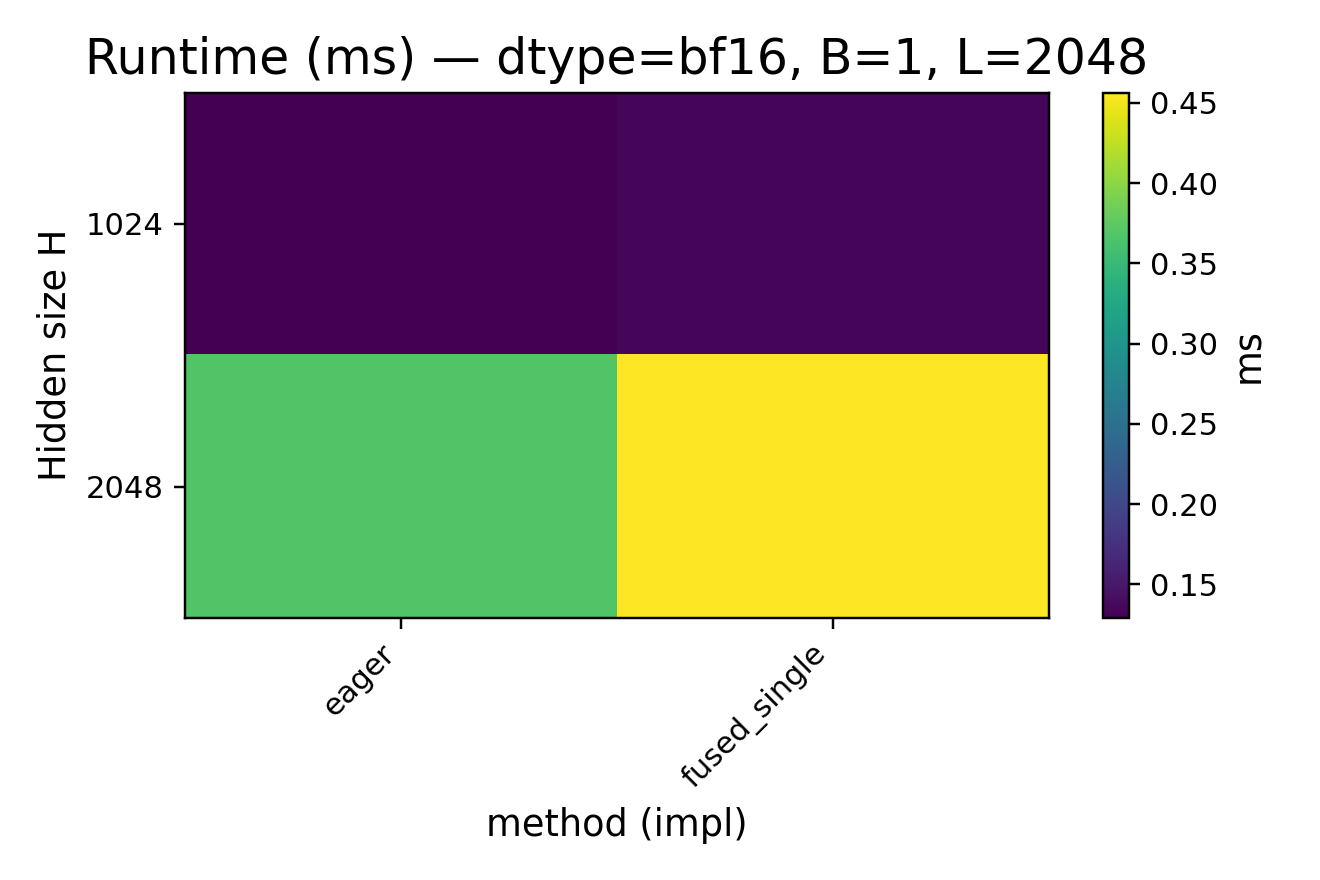 Runtime (ms) — dtype=bf16, B=1, L=2048
Hidden size H
1024
2048
eager
fused_single
method (impl)
0.45
0.40
0.35
0.30
0.25
0.20
0.15
ms